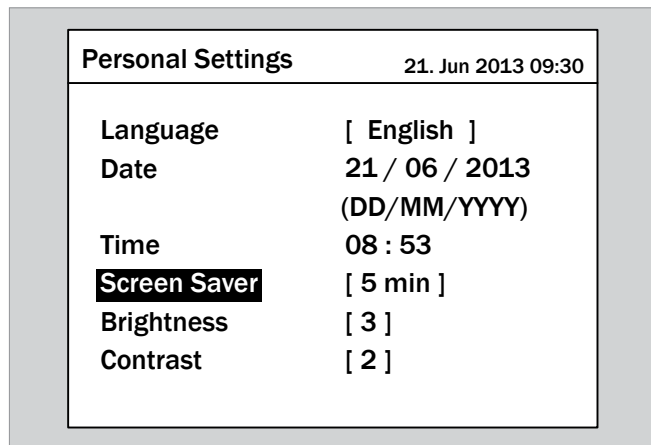 Personal Settings 21. Jun 2013 09:30
Language [ English ]
Date 21 / 06 / 2013
(DD/MM/YYYY)
Time 08 : 53
Screen Saver [ 5 min ]
Brightness [ 3 ]
Contrast [ 2 ]